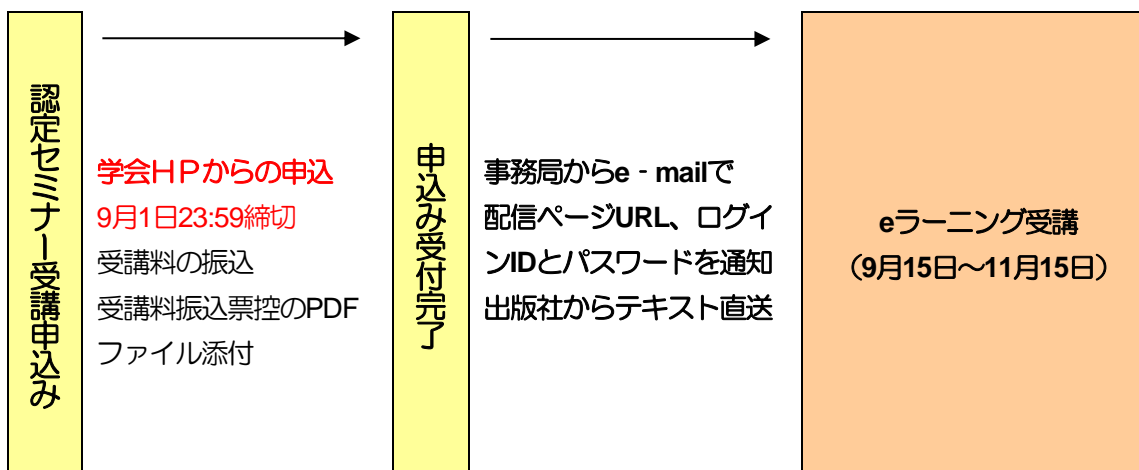 認定セミナー受講申込み
学会HPからの申込
9月1日23:59締切
受講料の振込
受講料振込票控のPDF
ファイル添付
申込み受付完了
事務局からe‐mailで
配信ページURL、ログイ
ンIDとパスワードを通知
出版社からテキスト直送
eラーニング受講
（9月15日～11月15日）